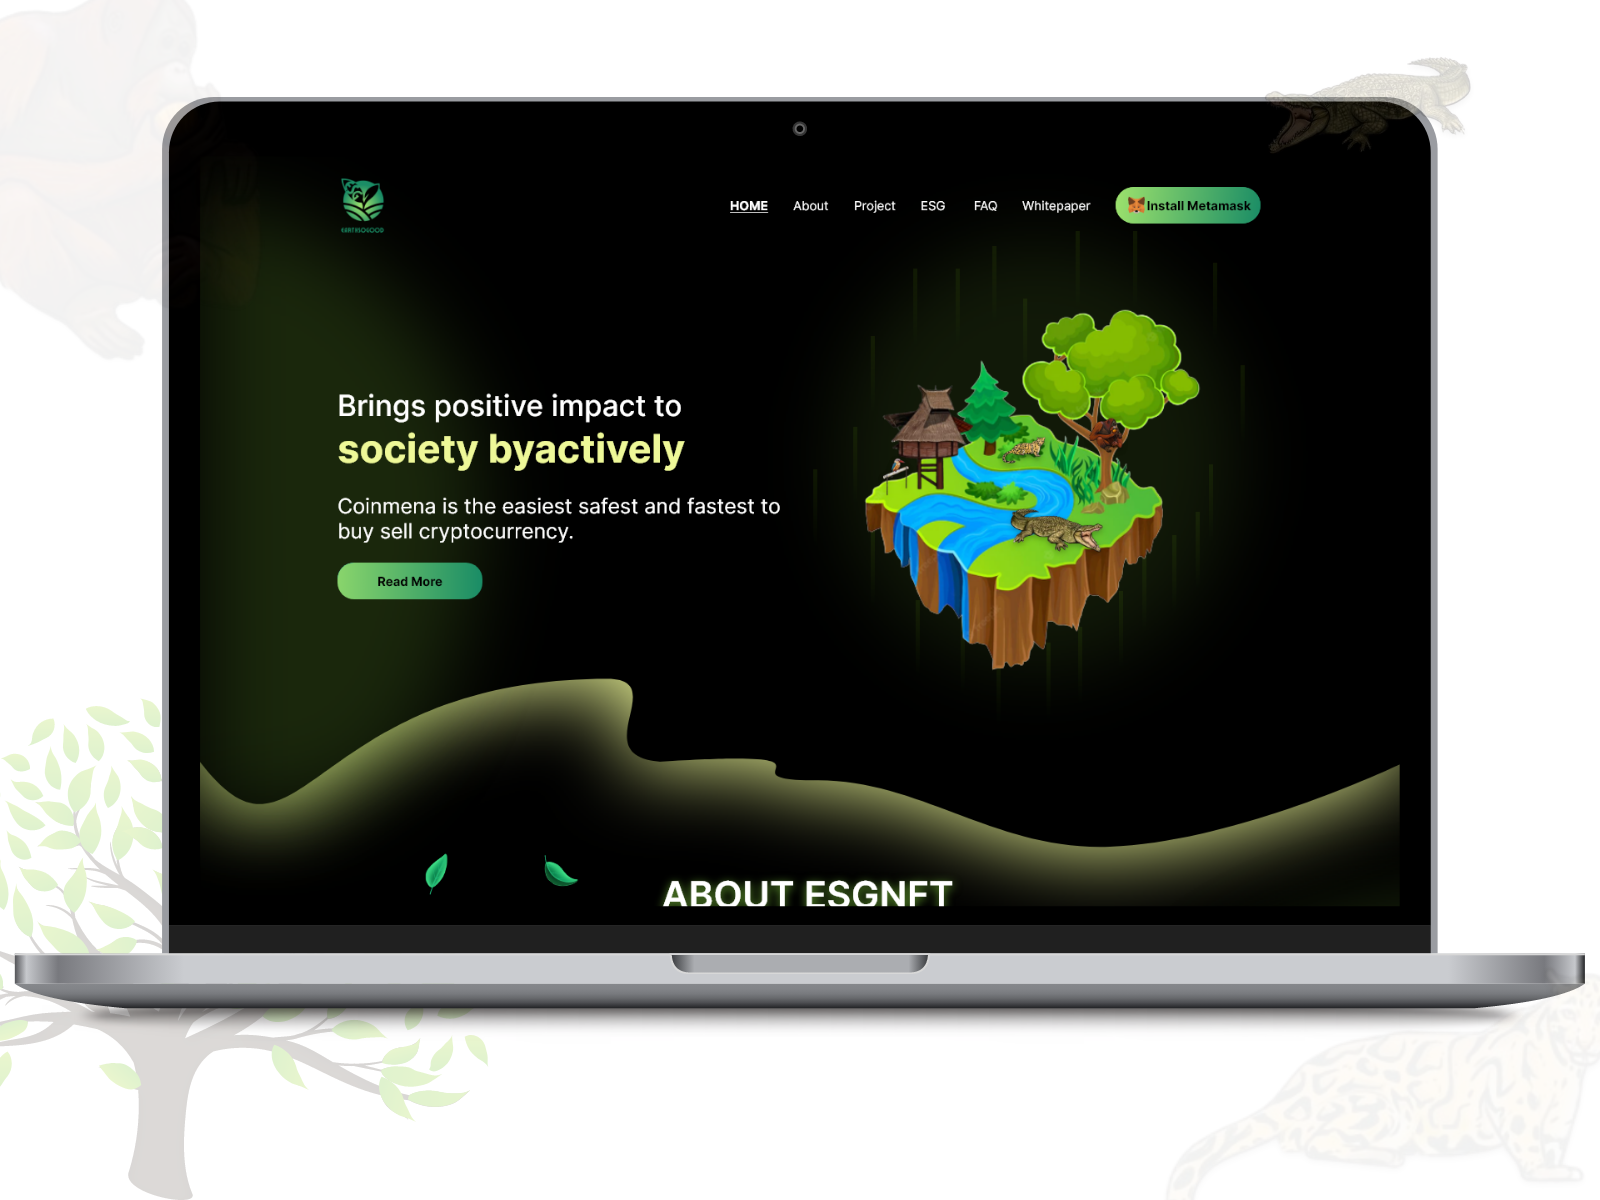 EARTHSOGOOD
HOME About Project ESG FAQ Whitepaper Install Metamask
Brings positive impact to
society byactively
Coinmena is the easiest safest and fastest to
buy sell cryptocurrency.
Read More
ABOUT ESGNFT